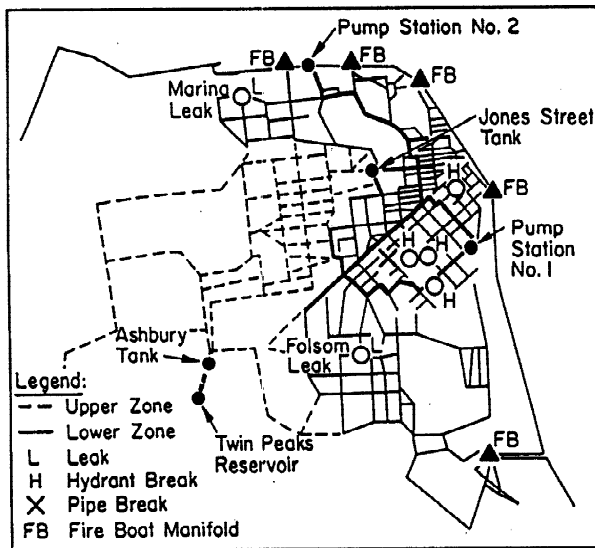 Pump Station No. 2
FB
FB
FB
Marina
Leak
L
Jones Street
Tank
H
FB
H
H
Pump
Station
No. 1
H
Ashbury
Tank
Folsom
Leak
L
Legend:
Upper Zone
Lower Zone
L Leak
H Hydrant Break
X Pipe Break
FB Fire Boat Manifold
Twin Peaks
Reservoir
FB